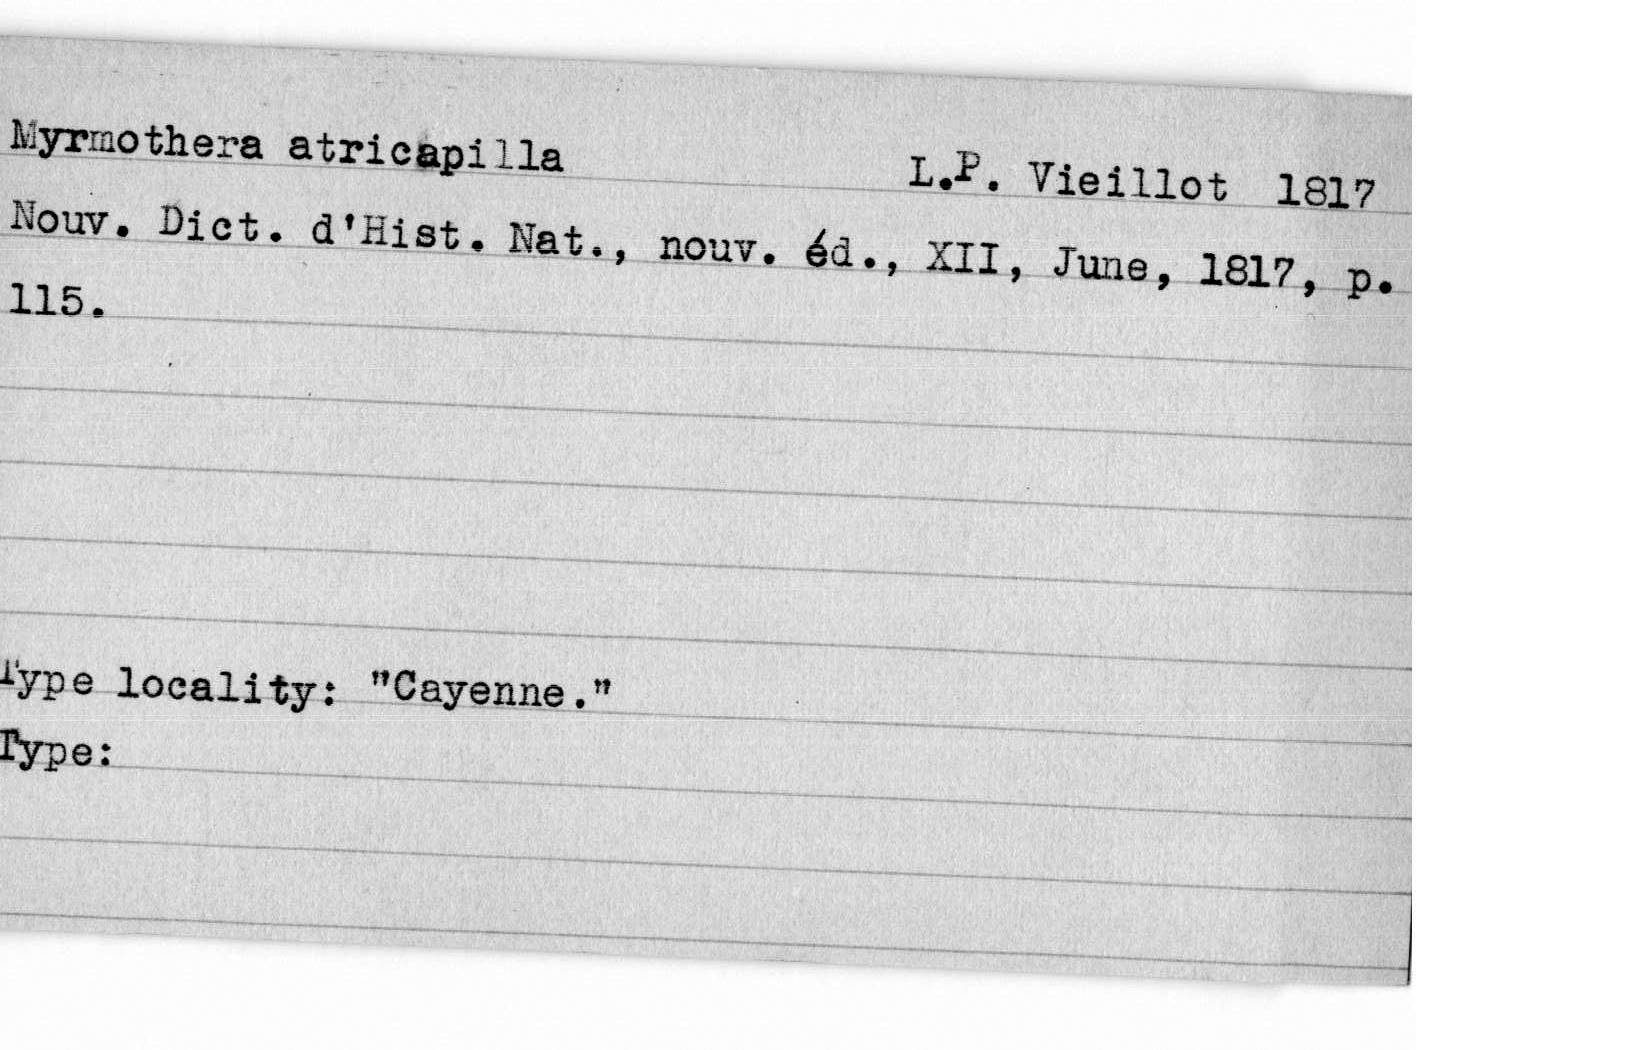 Myrmothera atricapilla L.P. Vieillot 1817
Nouv. Dict. d'Hist. Nat., nouv. éd., XII, June, 1817, p.
115.
Type locality: "Cayenne."
Type: